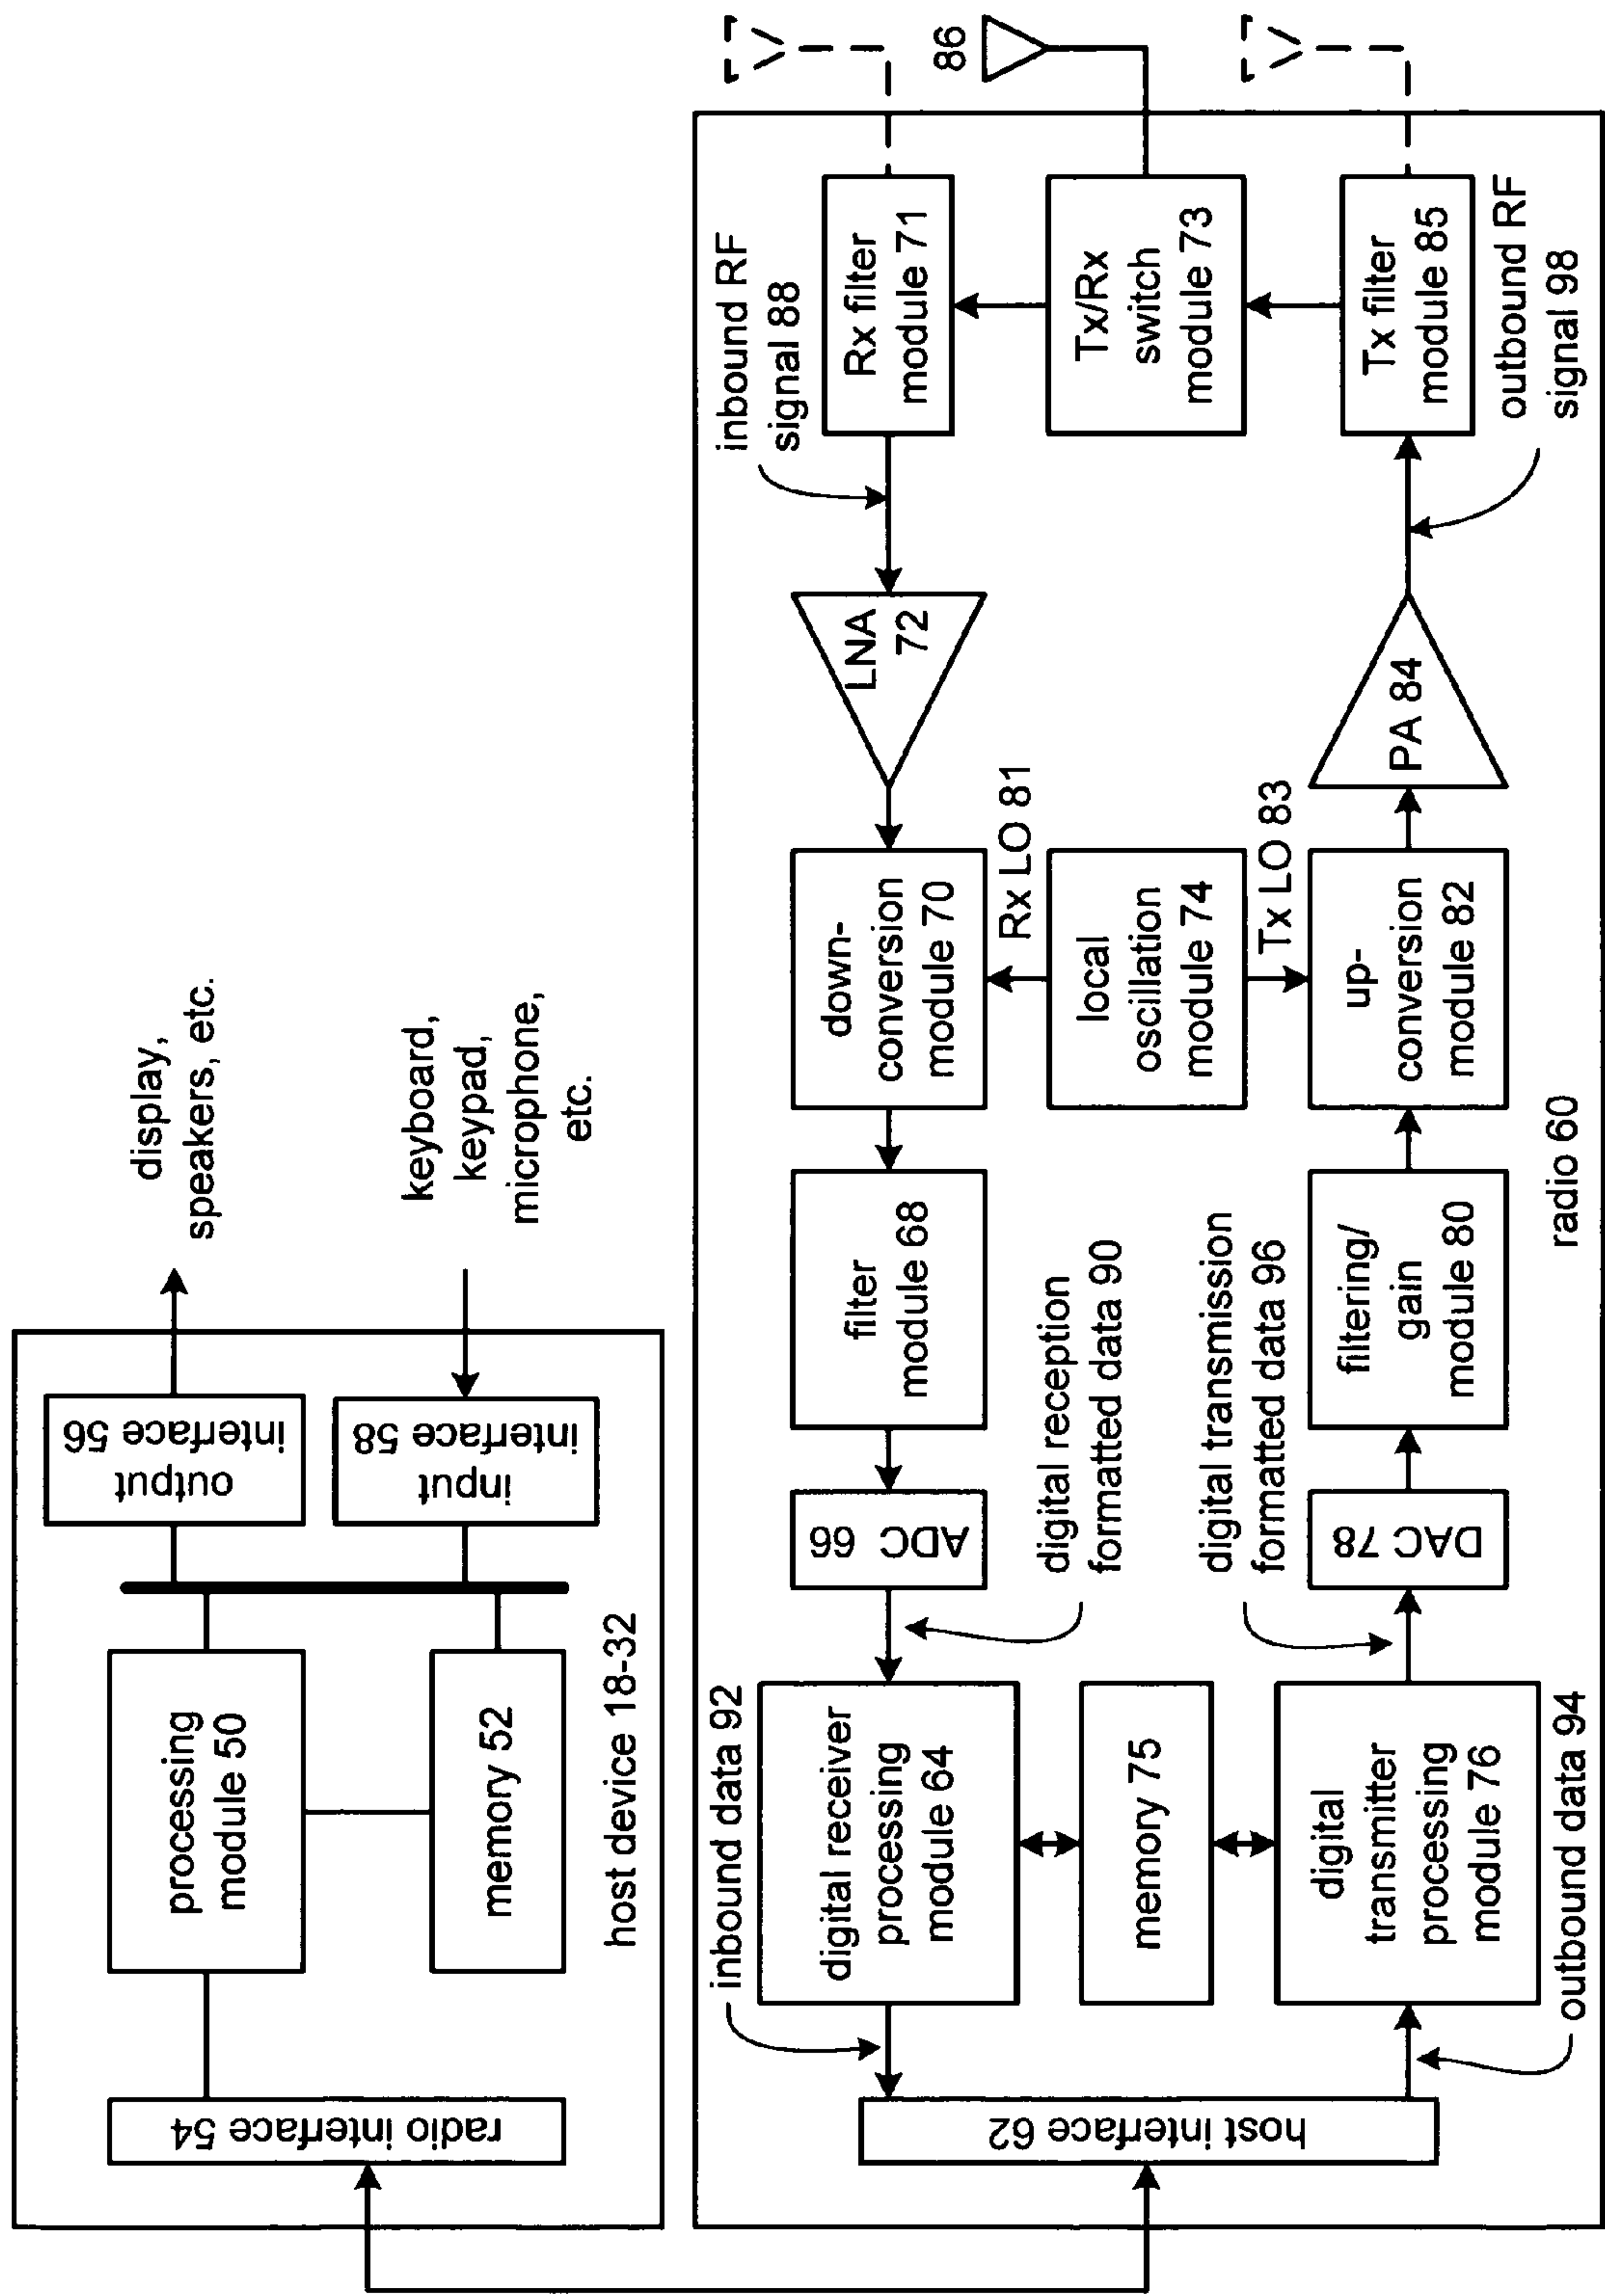 display,
speakers, etc.
keyboard,
keypad,
microphone,
etc.
output
interface 56
input
interface 58
processing
module 50
memory 52
radio interface 54
host device 18-32
86
inbound RF
signal 88
Rx filter
module 71
Tx/Rx
switch
module 73
Tx filter
module 85
outbound RF
signal 98
LNA
72
PA 84
down-
conversion
module 70
Rx LO 81
local
oscillation
module 74
Tx LO 83
up-
conversion
module 82
filter
module 68
filtering/
gain
module 80
radio 60
ADC 66
digital reception
formatted data 90
digital transmission
formatted data 96
DAC 78
inbound data 92
digital receiver
processing
module 64
memory 75
digital
transmitter
processing
module 76
outbound data 94
host interface 62